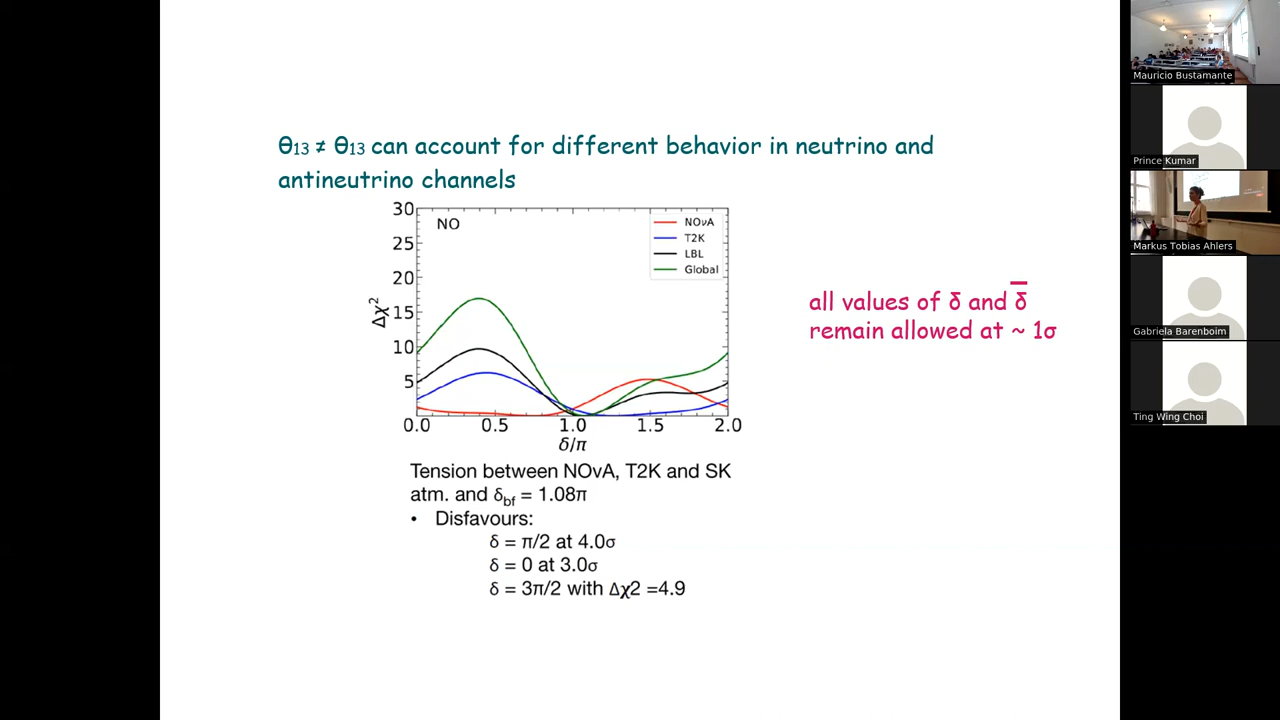 θ13 ≠ θ13 can account for different behavior in neutrino and
antineutrino channels
NO
NOνA
T2K
LBL
Global
30
25
20
15
10
5
Δχ²
0.0 0.5 1.0 1.5 2.0
δ/π
all values of δ and δ̅
remain allowed at ~ 1σ
Tension between NOvA, T2K and SK
atm. and δbf = 1.08π
• Disfavours:
δ = π/2 at 4.0σ
δ = 0 at 3.0σ
δ = 3π/2 with Δχ2 =4.9
Mauricio Bustamante
Prince Kumar
Markus Tobias Ahlers
Gabriela Barenboim
Ting Wing Choi